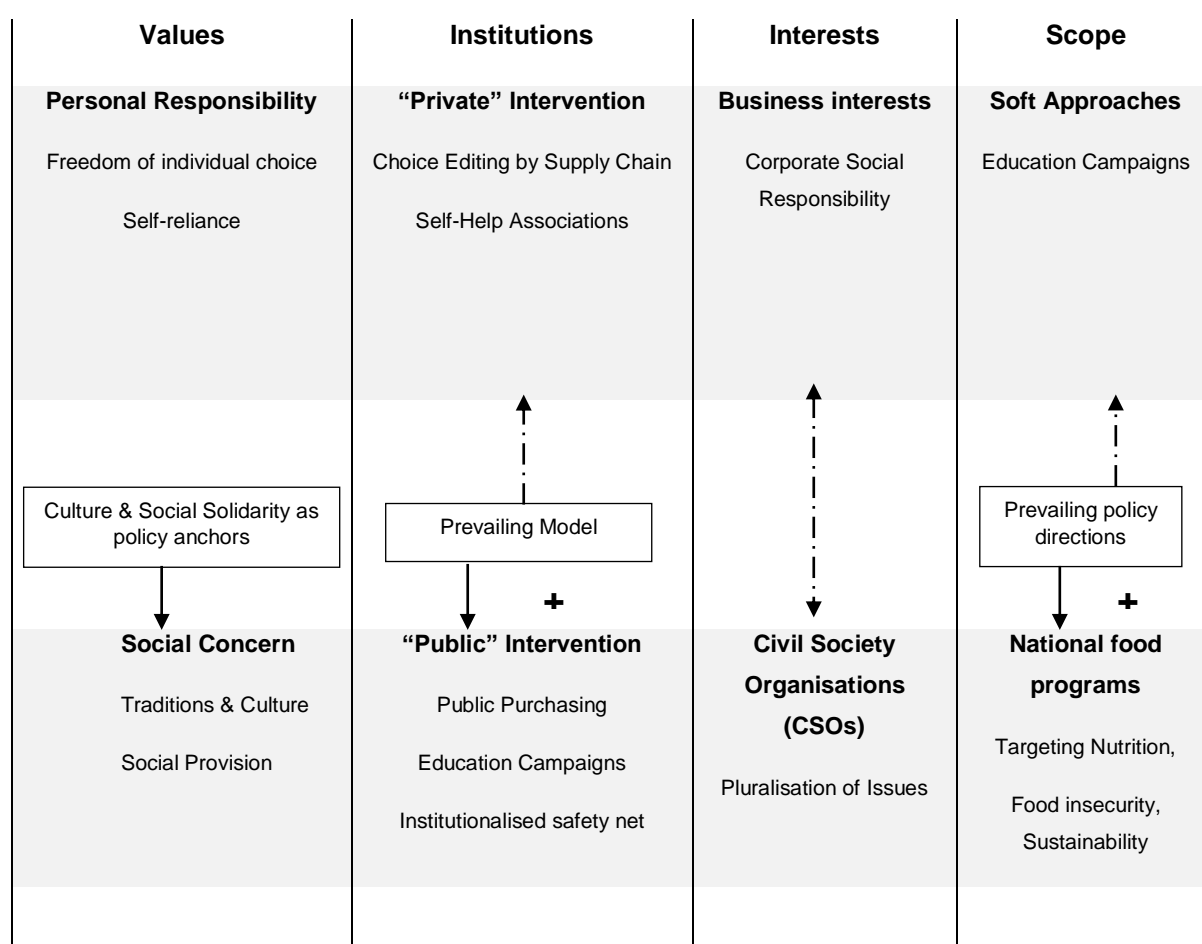 Values
Institutions
Interests
Scope
Personal Responsibility
Freedom of individual choice
Self-reliance
“Private” Intervention
Choice Editing by Supply Chain
Self-Help Associations
Business interests
Corporate Social
Responsibility
Soft Approaches
Education Campaigns
Culture & Social Solidarity as
policy anchors
Prevailing Model
+
Prevailing policy
directions
+
Social Concern
Traditions & Culture
Social Provision
“Public” Intervention
Public Purchasing
Education Campaigns
Institutionalised safety net
Civil Society
Organisations
(CSOs)
Pluralisation of Issues
National food
programs
Targeting Nutrition,
Food insecurity,
Sustainability